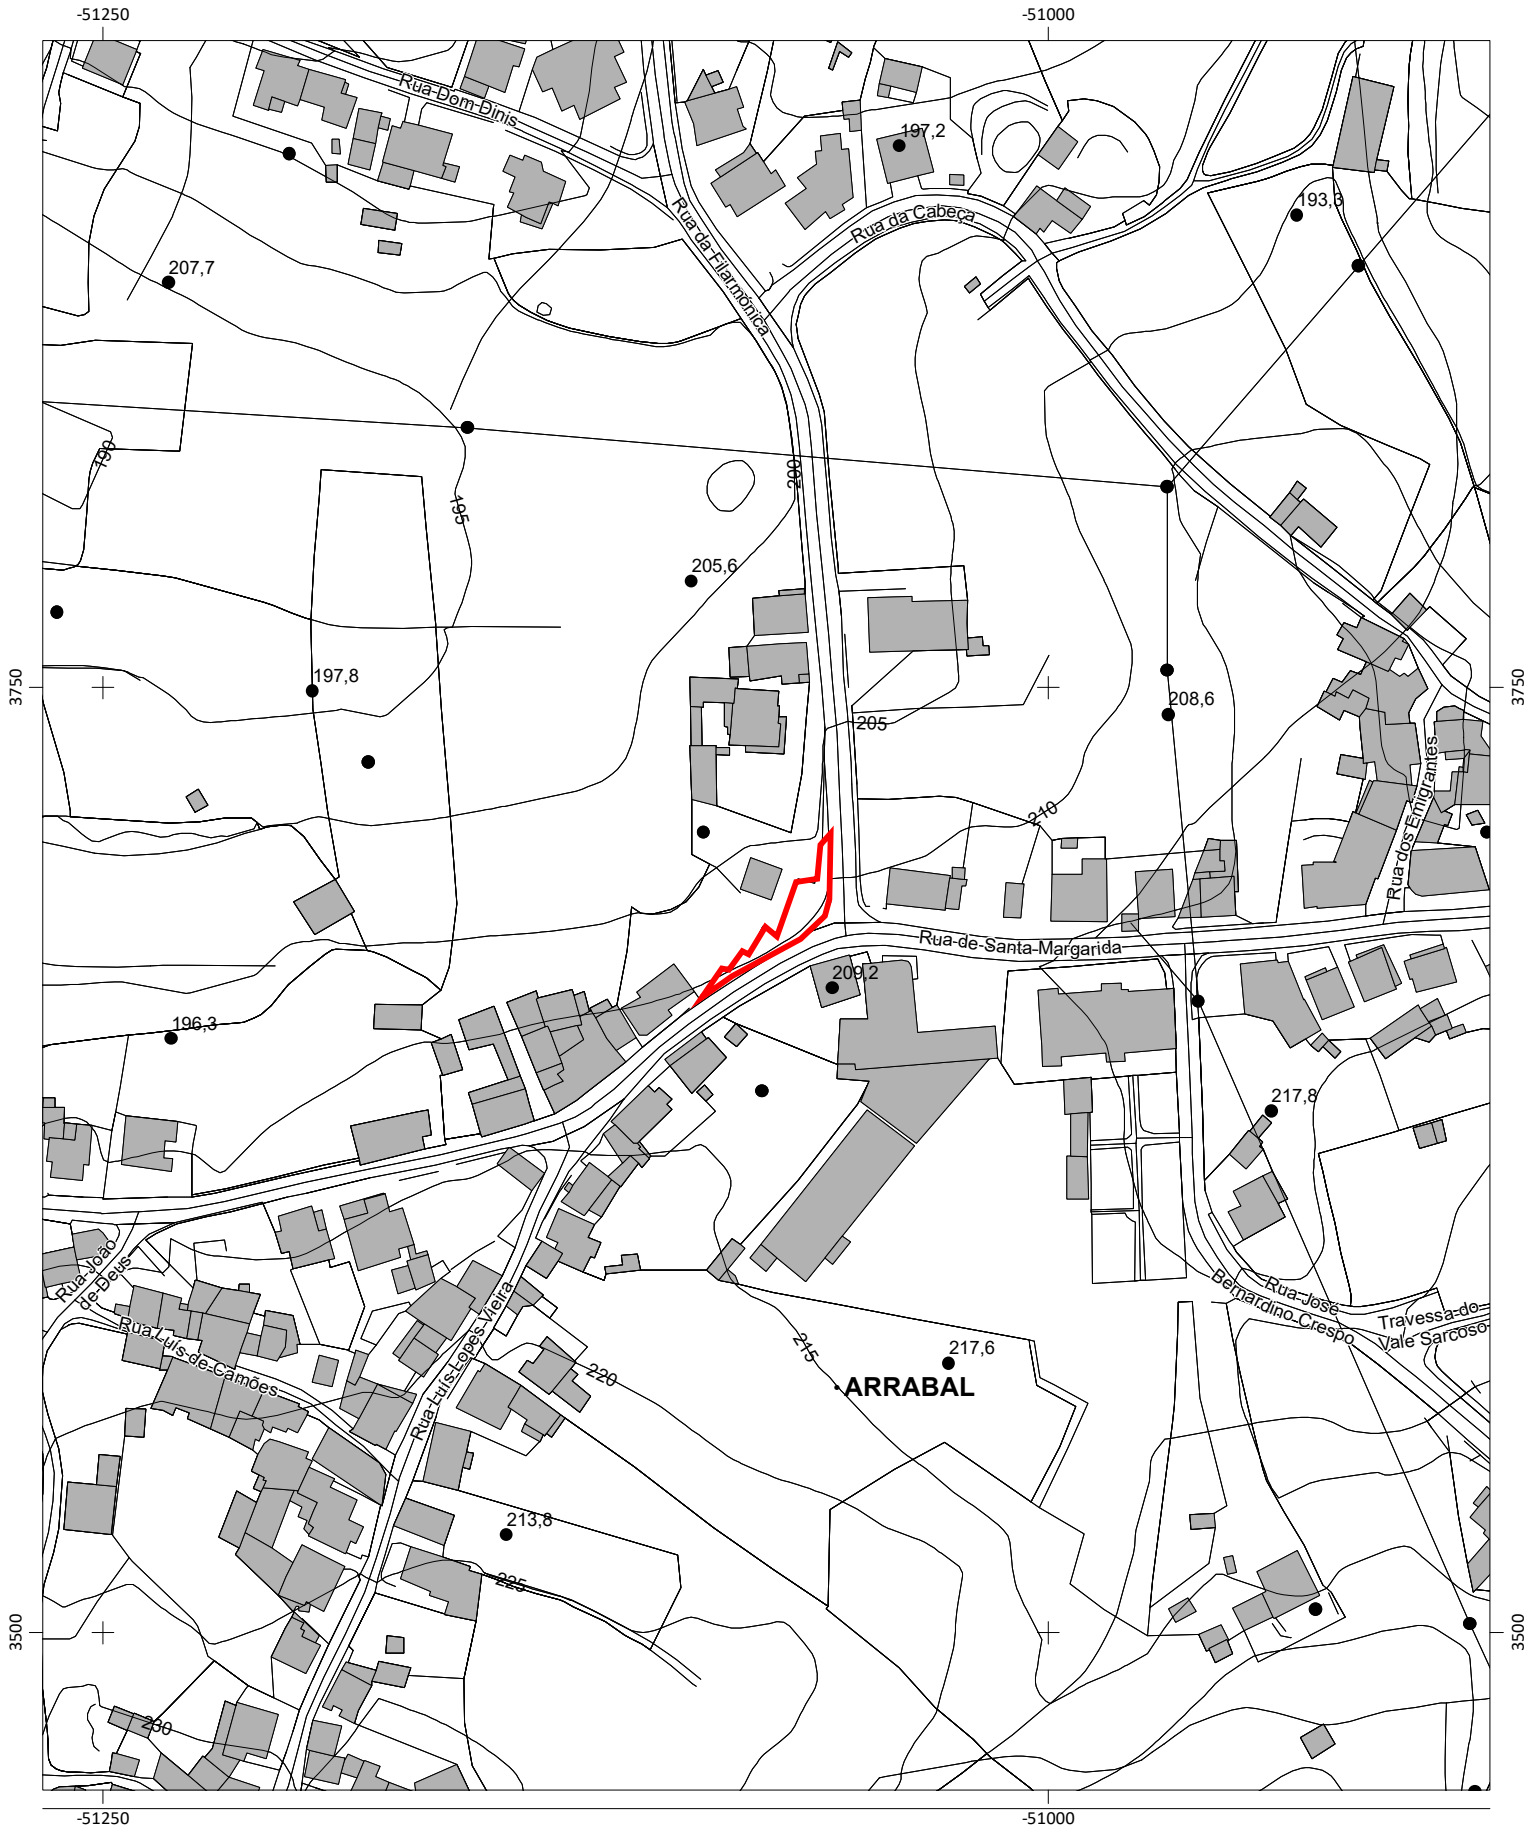 -51250
-51000
Rua Dom Dinis
197,2
193,3
Rua da Filarmónica
Rua da Cabeça
207,7
190
195
200
205,6
3750
197,8
208,6
3750
205
Rua dos Emigrantes
210
Rua de Santa Margarida
209,2
196,3
217,8
Rua João
de Deus
Rua Luís de Camões
Rua Luís Lopes Vieira
Rua José
Bernardino Crespo
Travessa do
Vale Sarcoso
215
217,6
220
ARRABAL
213,8
225
3500
3500
230
-51250
-51000